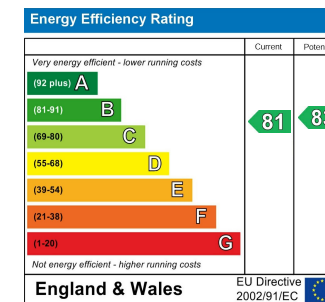 Energy Efficiency Rating
Current
Very energy efficient - lower running costs
(92 plus) A
(81-91) B
81
(69-80) C
(55-68) D
(39-54) E
(21-38) F
(1-20) G
Not energy efficient - higher running costs
England & Wales
EU Directive
2002/91/EC